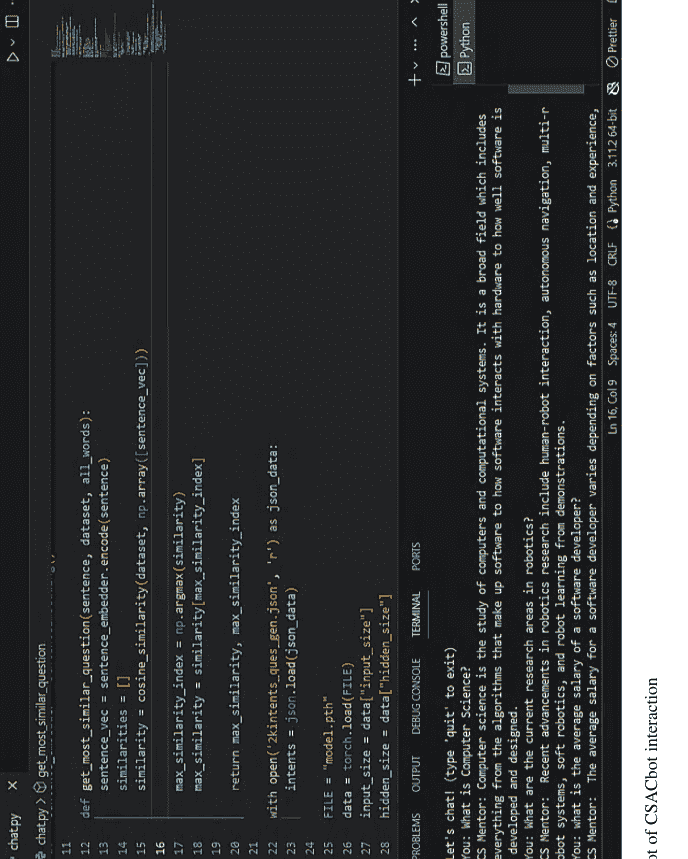 chat.py
chat.py > get_most_similar_question
11
12 def get_most_similar_question(sentence, dataset, all_words):
13 sentence_vec = sentence_embedder.encode(sentence)
14 similarities = []
15 similarity = cosine_similarity(dataset, np.array([sentence_vec]))
16
17 max_similarity_index = np.argmax(similarity)
18 max_similarity = similarity[max_similarity_index]
19
20 return max_similarity, max_similarity_index
21
22 with open('2kintents_ques_gen.json', 'r') as json_data:
23 intents = json.load(json_data)
24
25 FILE = "model.pth"
26 data = torch.load(FILE)
27 input_size = data["input_size"]
28 hidden_size = data["hidden_size"]
PROBLEMS OUTPUT DEBUG CONSOLE TERMINAL PORTS
powershell
Python
Let's chat! (type 'quit' to exit)
You: What is Computer Science?
CS Mentor: Computer science is the study of computers and computational systems. It is a broad field which includes
everything from the algorithms that make up software to how software interacts with hardware to how well software is
developed and designed.
You: What are the current research areas in robotics?
CS Mentor: Recent advancements in robotics research include human-robot interaction, autonomous navigation, multi-r
obot systems, soft robotics, and robot learning from demonstrations.
You: what is the average salary of a software developer?
CS Mentor: The average salary for a software developer varies depending on factors such as location and experience,
Ln 16, Col 9 Spaces: 4 UTF-8 CRLF Python 3.11.2 64-bit Prettier
ot of CSACbot interaction